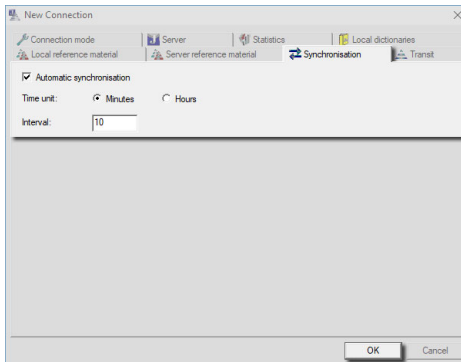 New Connection
Connection mode Server Statistics Local dictionaries
Local reference material Server reference material Synchronisation Transit
Automatic synchronisation
Time unit: Minutes Hours
Interval: 10
OK Cancel